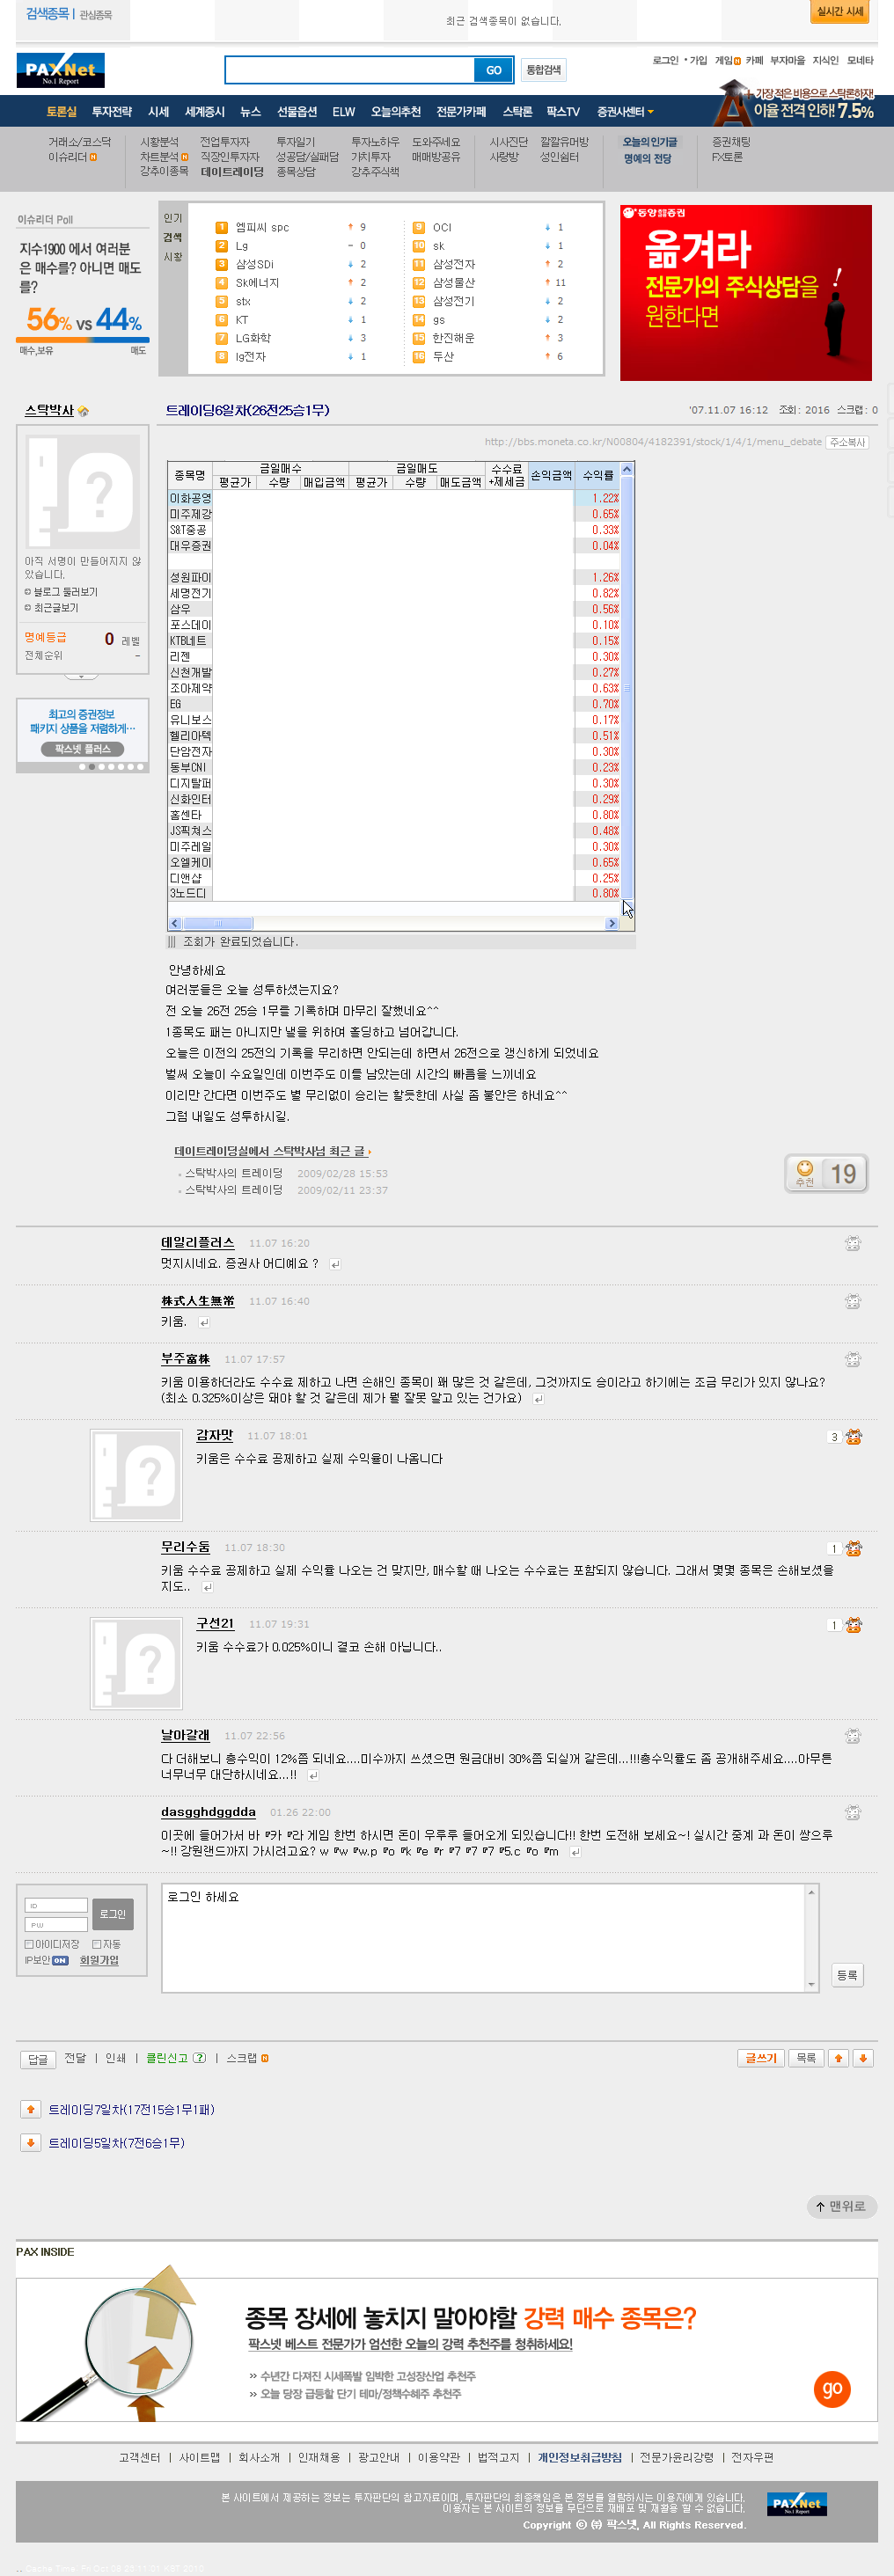 검색종목 | 관심종목
최근 검색종목이 없습니다.
실시간 시세
PAXNet
No.1 Report
GO
통합검색
로그인 • 가입 게임 카페 부자마을 지식인 모네타
토론실 투자전략 시세 세계증시 뉴스 선물옵션 ELW 오늘의추천 전문가카페 스탁론 팍스TV 증권사센터
가장 적은 비용으로 스탁론하자!
이율 전격 인하! 7.5%
거래소/코스닥 시황분석 전업투자자 투자일기 투자노하우 도와주세요 시사진단 깔깔유머방 오늘의인기글 증권채팅
이슈리더 차트분석 직장인투자자 성공담/실패담 가치투자 매매방공유 사랑방 성인쉼터 명예의 전당 FX토론
강추이종목 데이트레이딩 종목상담 강추주식책
이슈리더 Poll
지수1900 에서 여러분
은 매수를? 아니면 매도
를?
56% vs 44%
매수,보유 매도
인기
검색
시황
1 엠피씨 spc 9
2 Lg 0
3 삼성SDi 2
4 Sk에너지 2
5 stx 2
6 KT 1
7 LG화학 3
8 lg전자 1
9 OCI 1
10 sk 1
11 삼성전자 2
12 삼성물산 11
13 삼성전기 2
14 gs 2
15 한진해운 3
16 두산 6
동양종합증권
옮겨라
전문가의 주식상담을
원한다면
스탁박사
아직 서명이 만들어지지 않
았습니다.
블로그 둘러보기
최근글보기
명예등급 0 레벨
전체순위 -
최고의 증권정보
패키지 상품을 저렴하게…
팍스넷 플러스
트레이딩6일차(26전25승1무)
'07.11.07 16:12 조회: 2016 스크랩: 0
http://bbs.moneta.co.kr/N00804/4182391/stock/1/4/1/menu_debate 주소복사
종목명 금일매수 금일매도 수수료+제세금 손익금액 수익률
평균가 수량 매입금액 평균가 수량 매도금액
이화공영 1.22%
미주제강 0.65%
S&T중공 0.33%
대우증권 0.04%
성원파이 1.26%
세명전기 0.82%
삼우 0.56%
포스데이 0.10%
KTB네트 0.15%
리젠 0.30%
신천개발 0.27%
조아제약 0.63%
EG 0.70%
유니보스 0.17%
헬리아텍 0.51%
단암전자 0.30%
동부CNI 0.23%
디지탈퍼 0.30%
신화인터 0.29%
홈센타 0.80%
JS픽쳐스 0.48%
미주레일 0.30%
오엘케이 0.65%
디앤샵 0.25%
3노드디 0.80%
조회가 완료되었습니다.
안녕하세요
여러분들은 오늘 성투하셨는지요?
전 오늘 26전 25승 1무를 기록하며 마무리 잘했네요^^
1종목도 패는 아니지만 낼을 위하여 홀딩하고 넘어갑니다.
오늘은 이전의 25전의 기록을 무리하면 안되는데 하면서 26전으로 갱신하게 되었네요
벌써 오늘이 수요일인데 이번주도 이틀 남았는데 시간의 빠름을 느끼네요
이리만 간다면 이번주도 별 무리없이 승리는 할듯한데 사실 좀 불안은 하네요^^
그럼 내일도 성투하시길.
데이트레이딩실에서 스탁박사님 최근 글
스탁박사의 트레이딩 2009/02/28 15:53
스탁박사의 트레이딩 2009/02/11 23:37
추천 19
데일리플러스 11.07 16:20
멋지시네요. 증권사 어디예요 ?
株式人生無常 11.07 16:40
키움.
부주富株 11.07 17:57
키움 이용하더라도 수수료 제하고 나면 손해인 종목이 꽤 많은 것 같은데, 그것까지도 승이라고 하기에는 조금 무리가 있지 않나요?
(최소 0.325%이상은 돼야 할 것 같은데 제가 뭘 잘못 알고 있는 건가요)
감자맛 11.07 18:01
3
키움은 수수료 공제하고 실제 수익율이 나옵니다
무리수둠 11.07 18:30
1
키움 수수료 공제하고 실제 수익률 나오는 건 맞지만, 매수할 때 나오는 수수료는 포함되지 않습니다. 그래서 몇몇 종목은 손해보셨을
지도..
구선21 11.07 19:31
1
키움 수수료가 0.025%이니 결코 손해 아닙니다..
날마갈래 11.07 22:56
다 더해보니 총수익이 12%쯤 되네요....미수까지 쓰셨으면 원금대비 30%쯤 되실꺼 같은데...!!!총수익률도 좀 공개해주세요....아무튼
너무너무 대단하시네요...!!
dasgghdggdda 01.26 22:00
이곳에 들어가서 바 『카 『라 게임 한번 하시면 돈이 우루루 들어오게 되있습니다!! 한번 도전해 보세요~! 실시간 중계 과 돈이 쌍으루
~!! 강원랜드까지 가시려고요? w 『w 『w.p 『o 『k 『e 『r 『7 『7 『7 『5.c 『o 『m
ID
PW
로그인
아이디저장 자동
IP보안 ON 회원가입
로그인 하세요
등록
답글 전달 | 인쇄 | 클린신고 ? | 스크랩
글쓰기 목록
트레이딩7일차(17전15승1무1패)
트레이딩5일차(7전6승1무)
맨위로
PAX INSIDE
종목 장세에 놓치지 말아야할 강력 매수 종목은?
팍스넷 베스트 전문가가 엄선한 오늘의 강력 추천주를 청취하세요!
>> 수년간 다져진 시세폭발 임박한 고성장산업 추천주
>> 오늘 당장 급등할 단기 테마/정책수혜주 추천주
go
고객센터 | 사이트맵 | 회사소개 | 인재채용 | 광고안내 | 이용약관 | 법적고지 | 개인정보취급방침 | 전문가윤리강령 | 전자우편
본 사이트에서 제공하는 정보는 투자판단의 참고자료이며, 투자판단의 최종책임은 본 정보를 열람하시는 이용자에게 있습니다.
이용자는 본 사이트의 정보를 무단으로 재배포 및 재활용 할 수 없습니다.
Copyright ⓒ ㈜ 팍스넷, All Rights Reserved.
PAXNet
No.1 Report